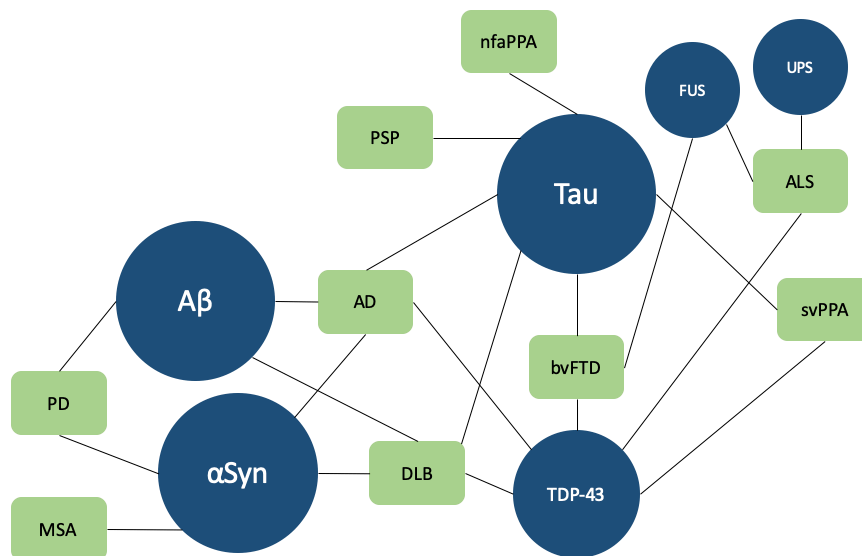 nfaPPA
UPS
FUS
PSP
ALS
Tau
Aβ
AD
svPPA
bvFTD
PD
αSyn
DLB
TDP-43
MSA